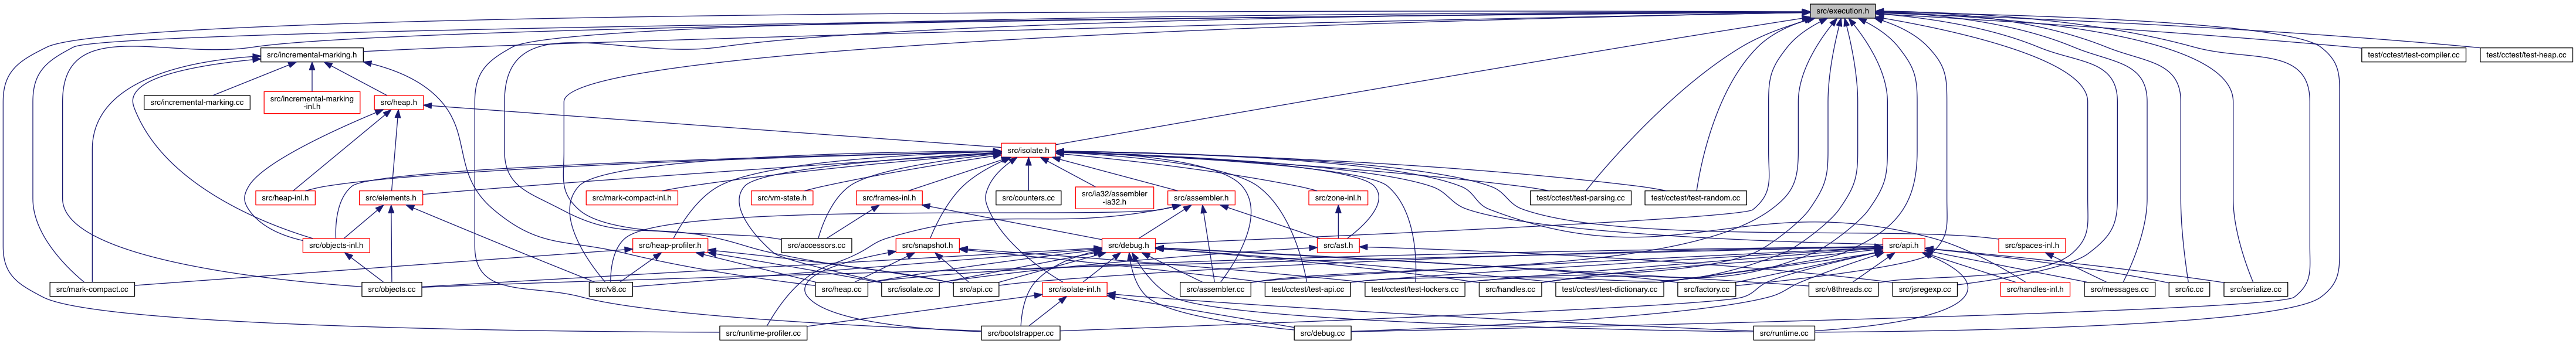 src/execution.h
src/incremental-marking.h
test/cctest/test-compiler.cc
test/cctest/test-heap.cc
src/incremental-marking.cc
src/incremental-marking
-inl.h
src/heap.h
src/isolate.h
src/heap-inl.h
src/elements.h
src/mark-compact-inl.h
src/vm-state.h
src/frames-inl.h
src/counters.cc
src/ia32/assembler
-ia32.h
src/assembler.h
src/zone-inl.h
test/cctest/test-parsing.cc
test/cctest/test-random.cc
src/objects-inl.h
src/heap-profiler.h
src/accessors.cc
src/snapshot.h
src/debug.h
src/ast.h
src/api.h
src/spaces-inl.h
src/mark-compact.cc
src/objects.cc
src/v8.cc
src/heap.cc
src/isolate.cc
src/api.cc
src/isolate-inl.h
src/assembler.cc
test/cctest/test-api.cc
test/cctest/test-lockers.cc
src/handles.cc
test/cctest/test-dictionary.cc
src/factory.cc
src/v8threads.cc
src/jsregexp.cc
src/handles-inl.h
src/messages.cc
src/ic.cc
src/serialize.cc
src/runtime-profiler.cc
src/bootstrapper.cc
src/debug.cc
src/runtime.cc